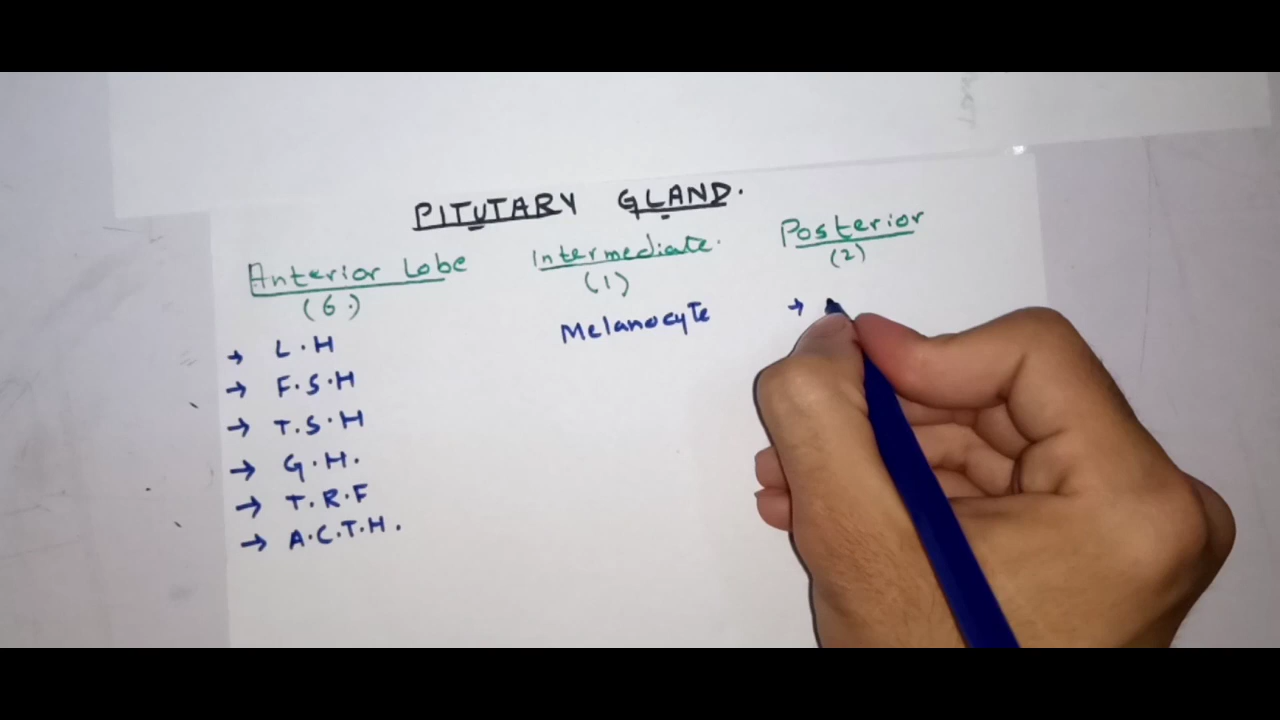 PITUTARY GLAND.
Anterior Lobe
(6.)
→ L.H
→ F.S.H
→ T.S.H
→ G.H.
→ T.R.F
→ A.C.T.H.
Intermediate.
(1)
Melanocyte
Posterior
(2)
→